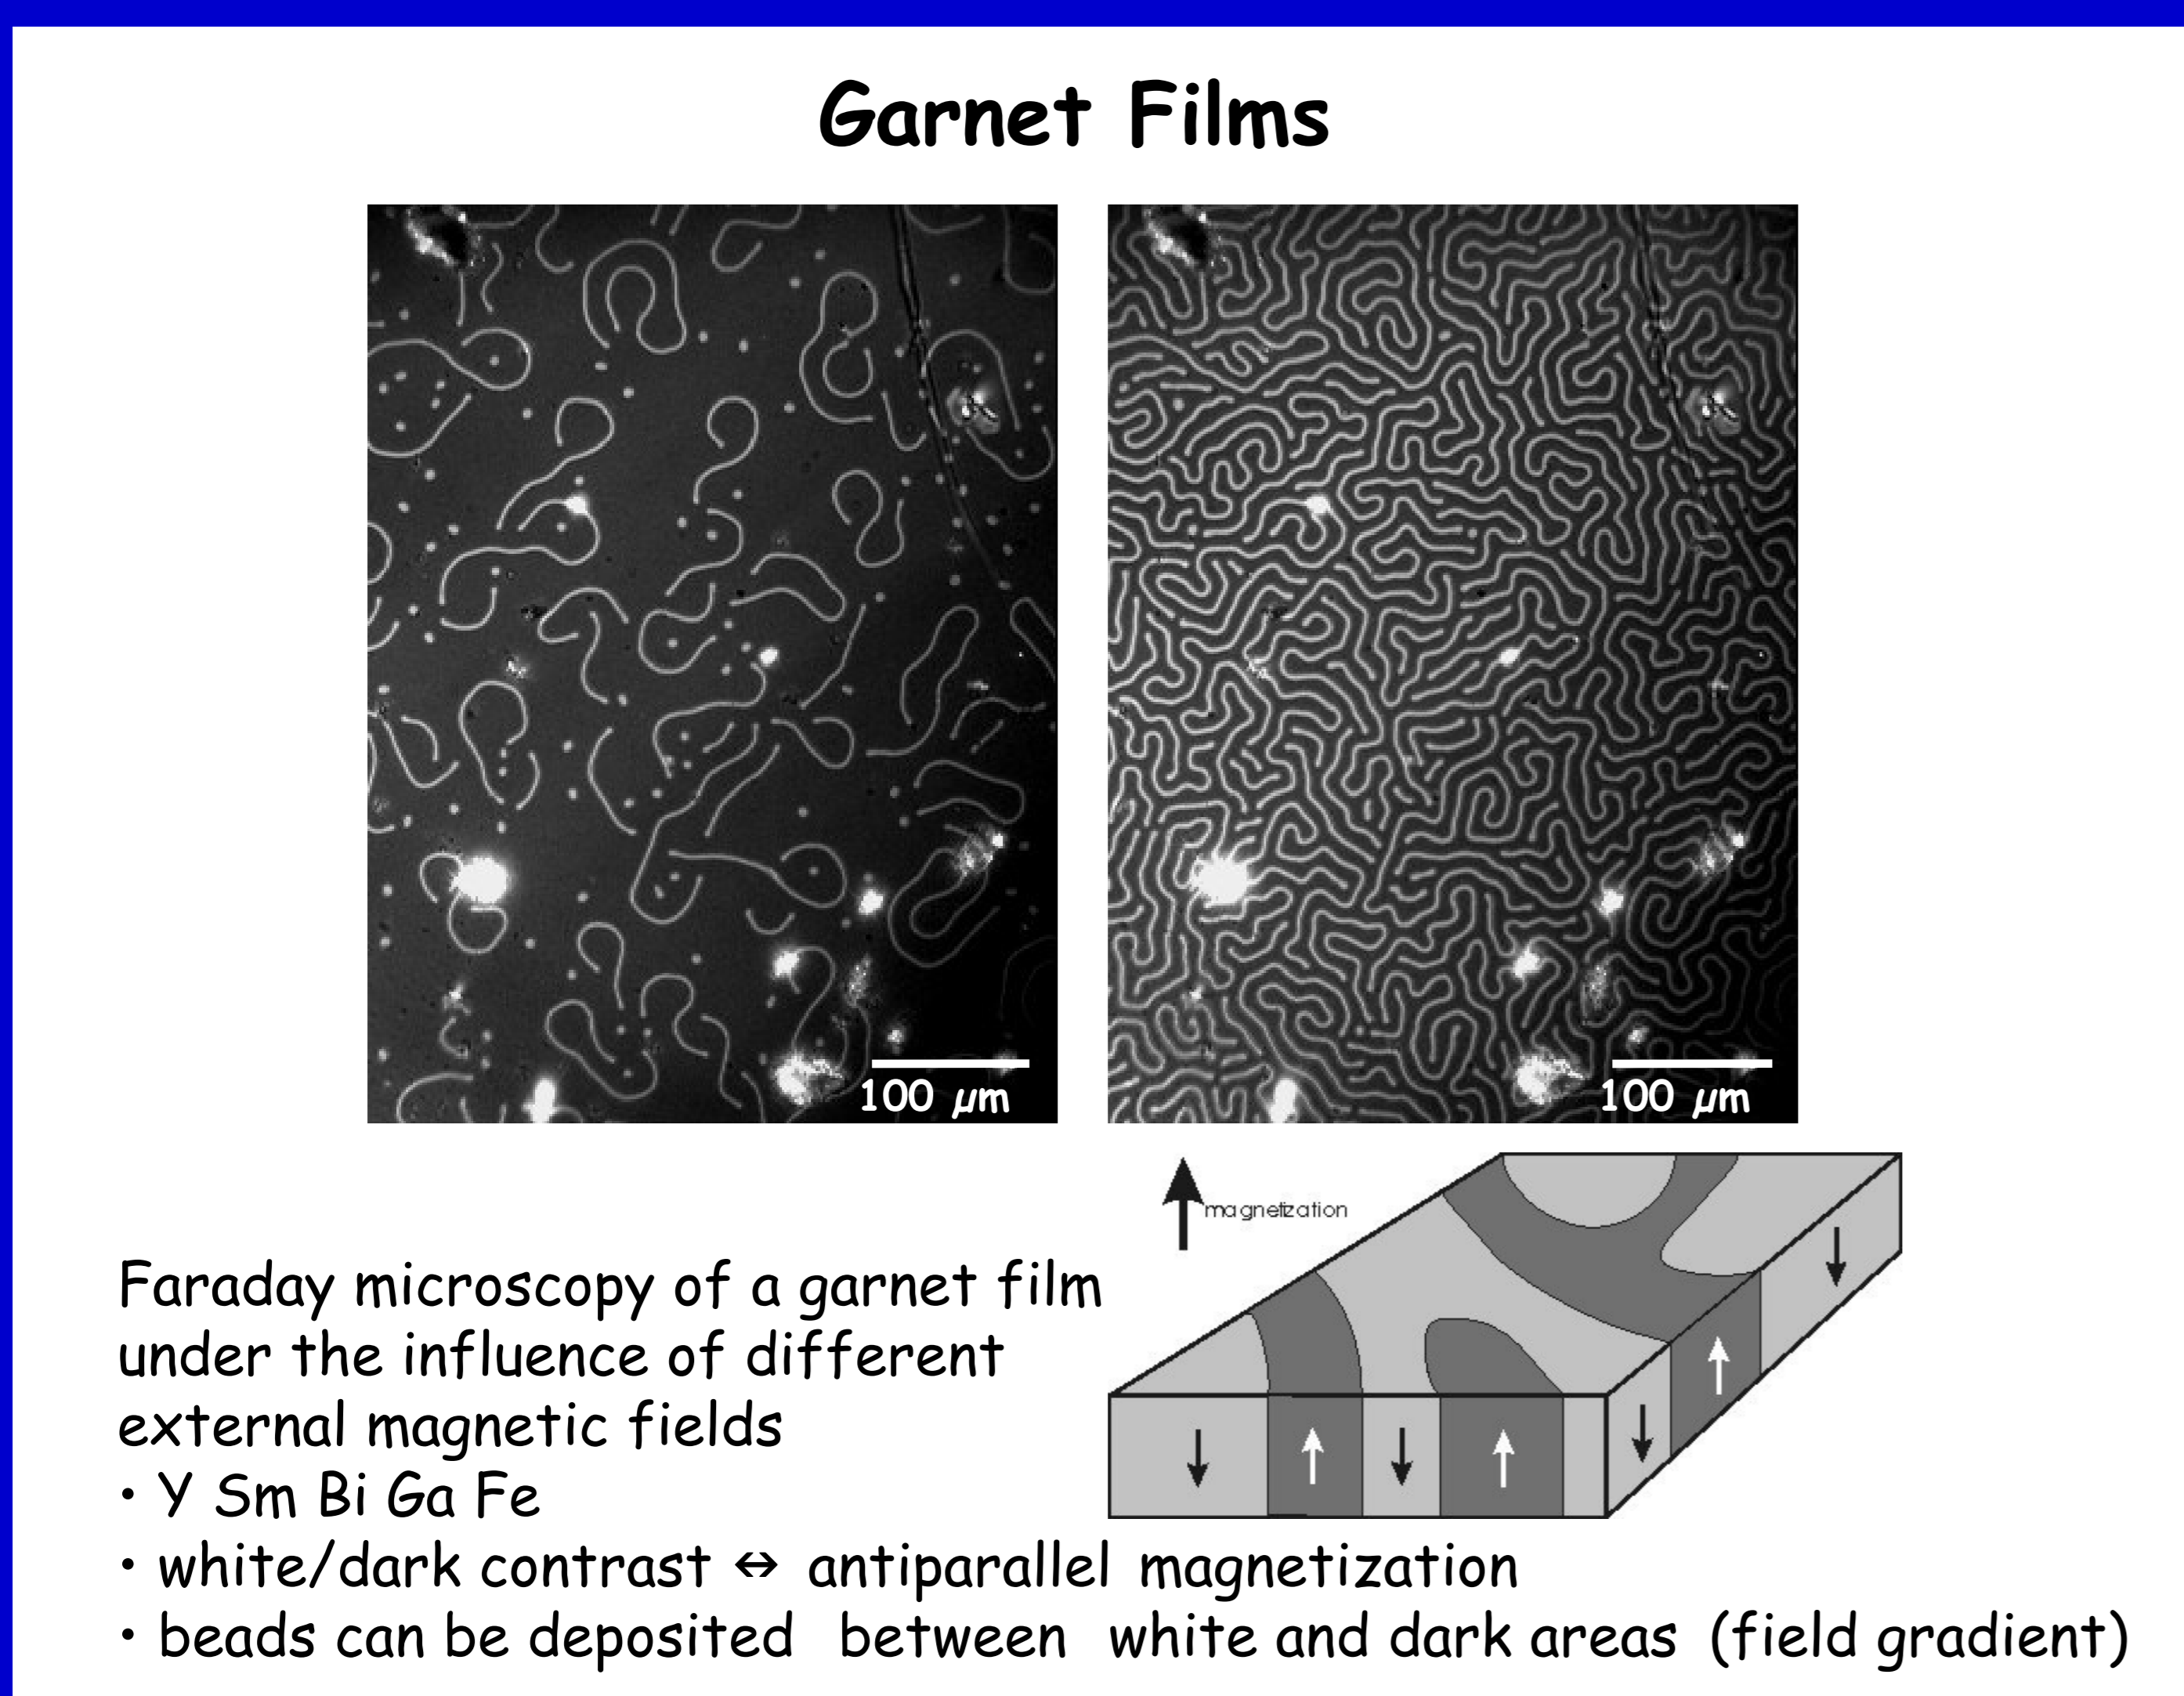 Garnet Films
100 µm
100 µm
magnetization
Faraday microscopy of a garnet film
under the influence of different
external magnetic fields
• Y Sm Bi Ga Fe
• white/dark contrast ↔ antiparallel magnetization
• beads can be deposited between white and dark areas (field gradient)